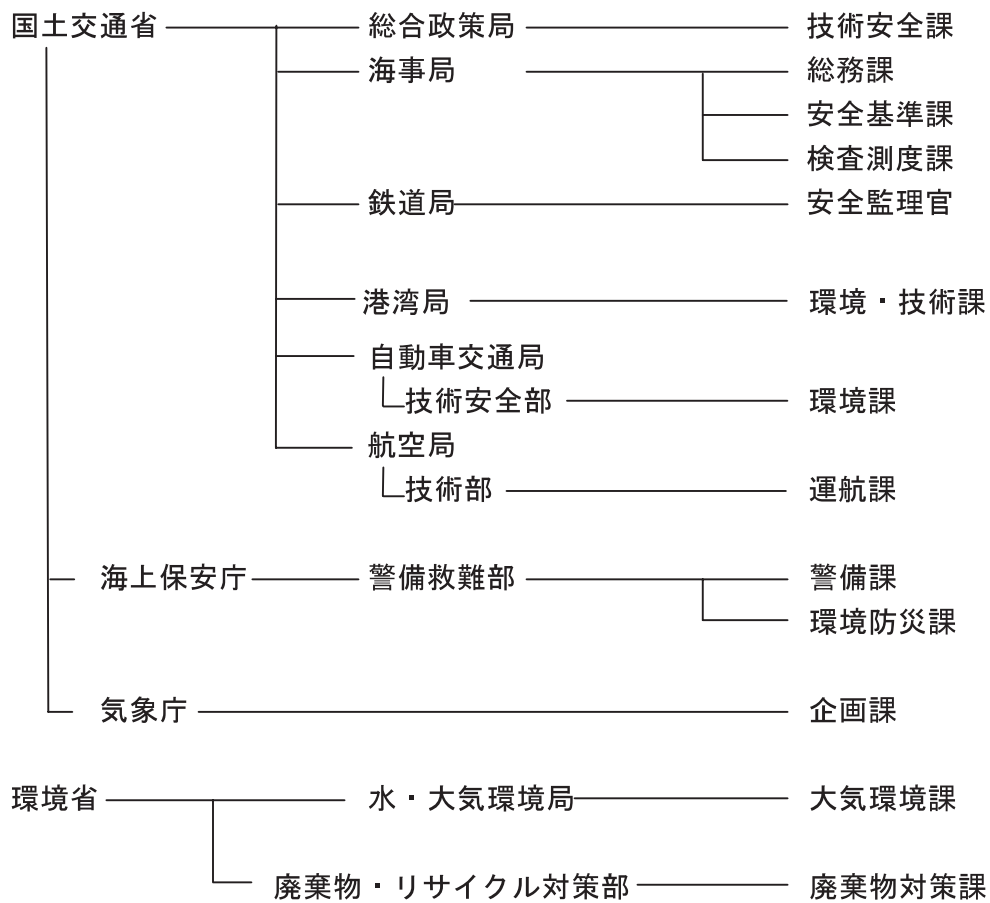 国土交通省 総合政策局 技術安全課
海事局 総務課
安全基準課
検査測度課
鉄道局 安全監理官
港湾局 環境・技術課
自動車交通局
技術安全部 環境課
航空局
技術部 運航課
海上保安庁 警備救難部 警備課
環境防災課
気象庁 企画課
環境省 水・大気環境局 大気環境課
廃棄物・リサイクル対策部 廃棄物対策課